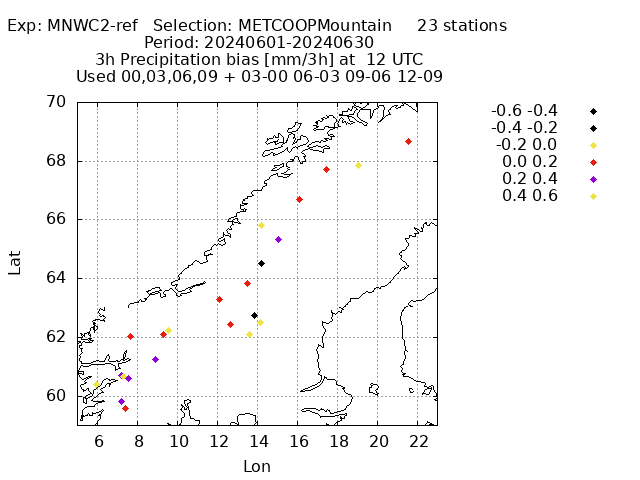 Exp: MNWC2-ref   Selection: METCOOPMountain     23 stations
Period: 20240601-20240630
3h Precipitation bias [mm/3h] at  12 UTC
Used 00,03,06,09 + 03-00 06-03 09-06 12-09
-0.6 -0.4
-0.4 -0.2
-0.2 0.0
0.0 0.2
0.2 0.4
0.4 0.6
70
68
66
64
62
60
Lat
6 8 10 12 14 16 18 20 22
Lon